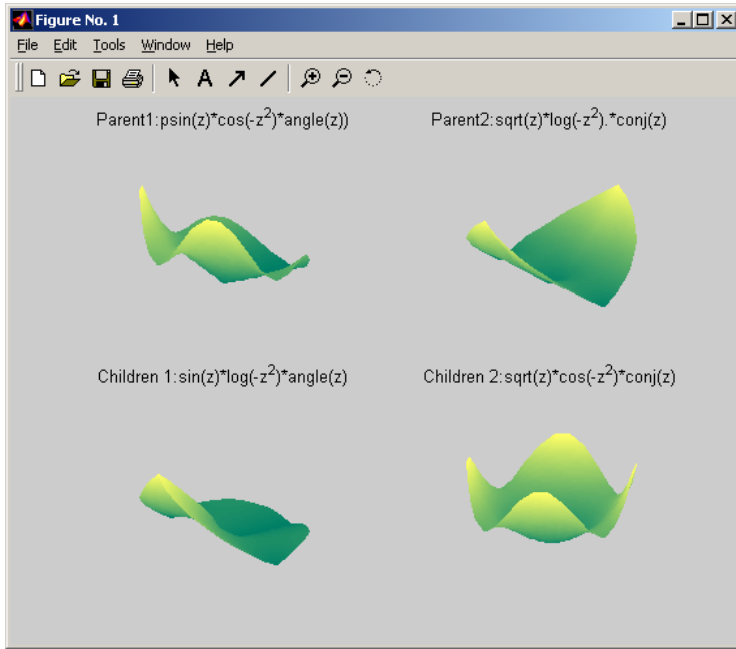 Figure No. 1
File Edit Tools Window Help
A
Parent1:psin(z)*cos(-z²)*angle(z))
Parent2:sqrt(z)*log(-z²).*conj(z)
Children 1:sin(z)*log(-z²)*angle(z)
Children 2:sqrt(z)*cos(-z²)*conj(z)